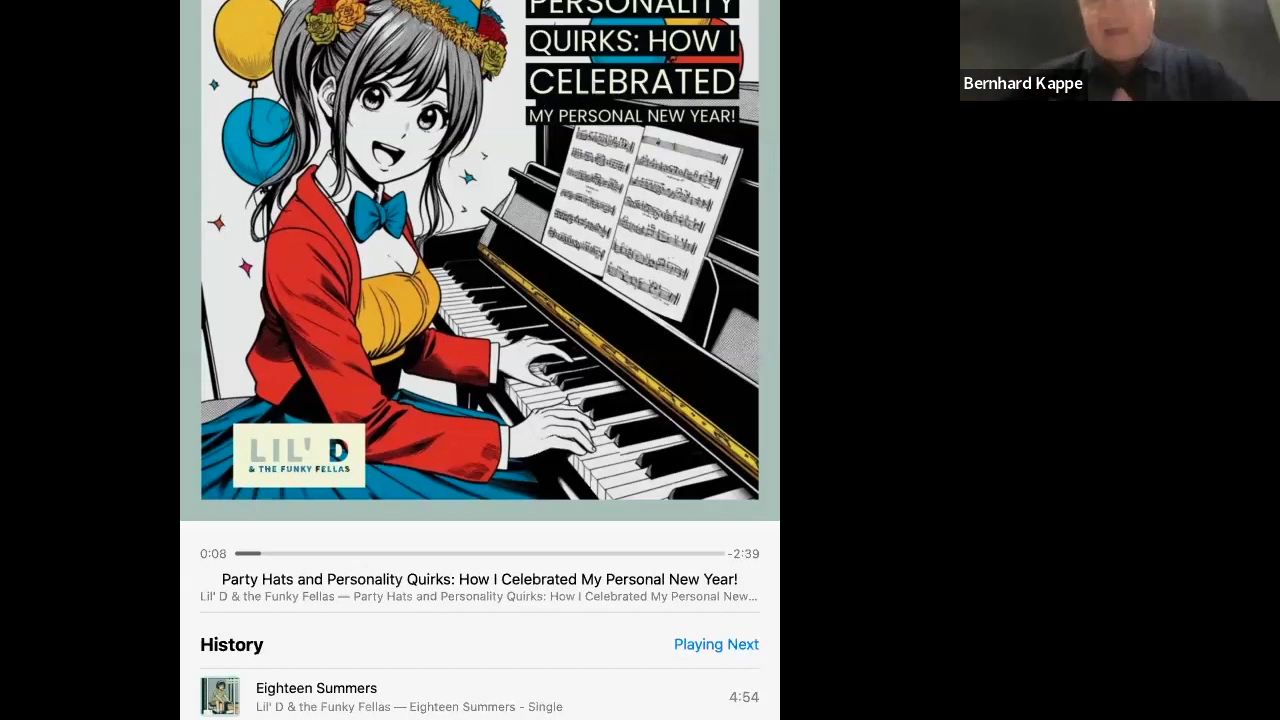 PERSONALITY
QUIRKS: HOW I
CELEBRATED
MY PERSONAL NEW YEAR!
Bernhard Kappe
LIL' D
& THE FUNKY FELLAS
0:08
-2:39
Party Hats and Personality Quirks: How I Celebrated My Personal New Year!
Lil' D & the Funky Fellas — Party Hats and Personality Quirks: How I Celebrated My Personal New...
History
Playing Next
Eighteen Summers
4:54
Lil' D & the Funky Fellas — Eighteen Summers - Single